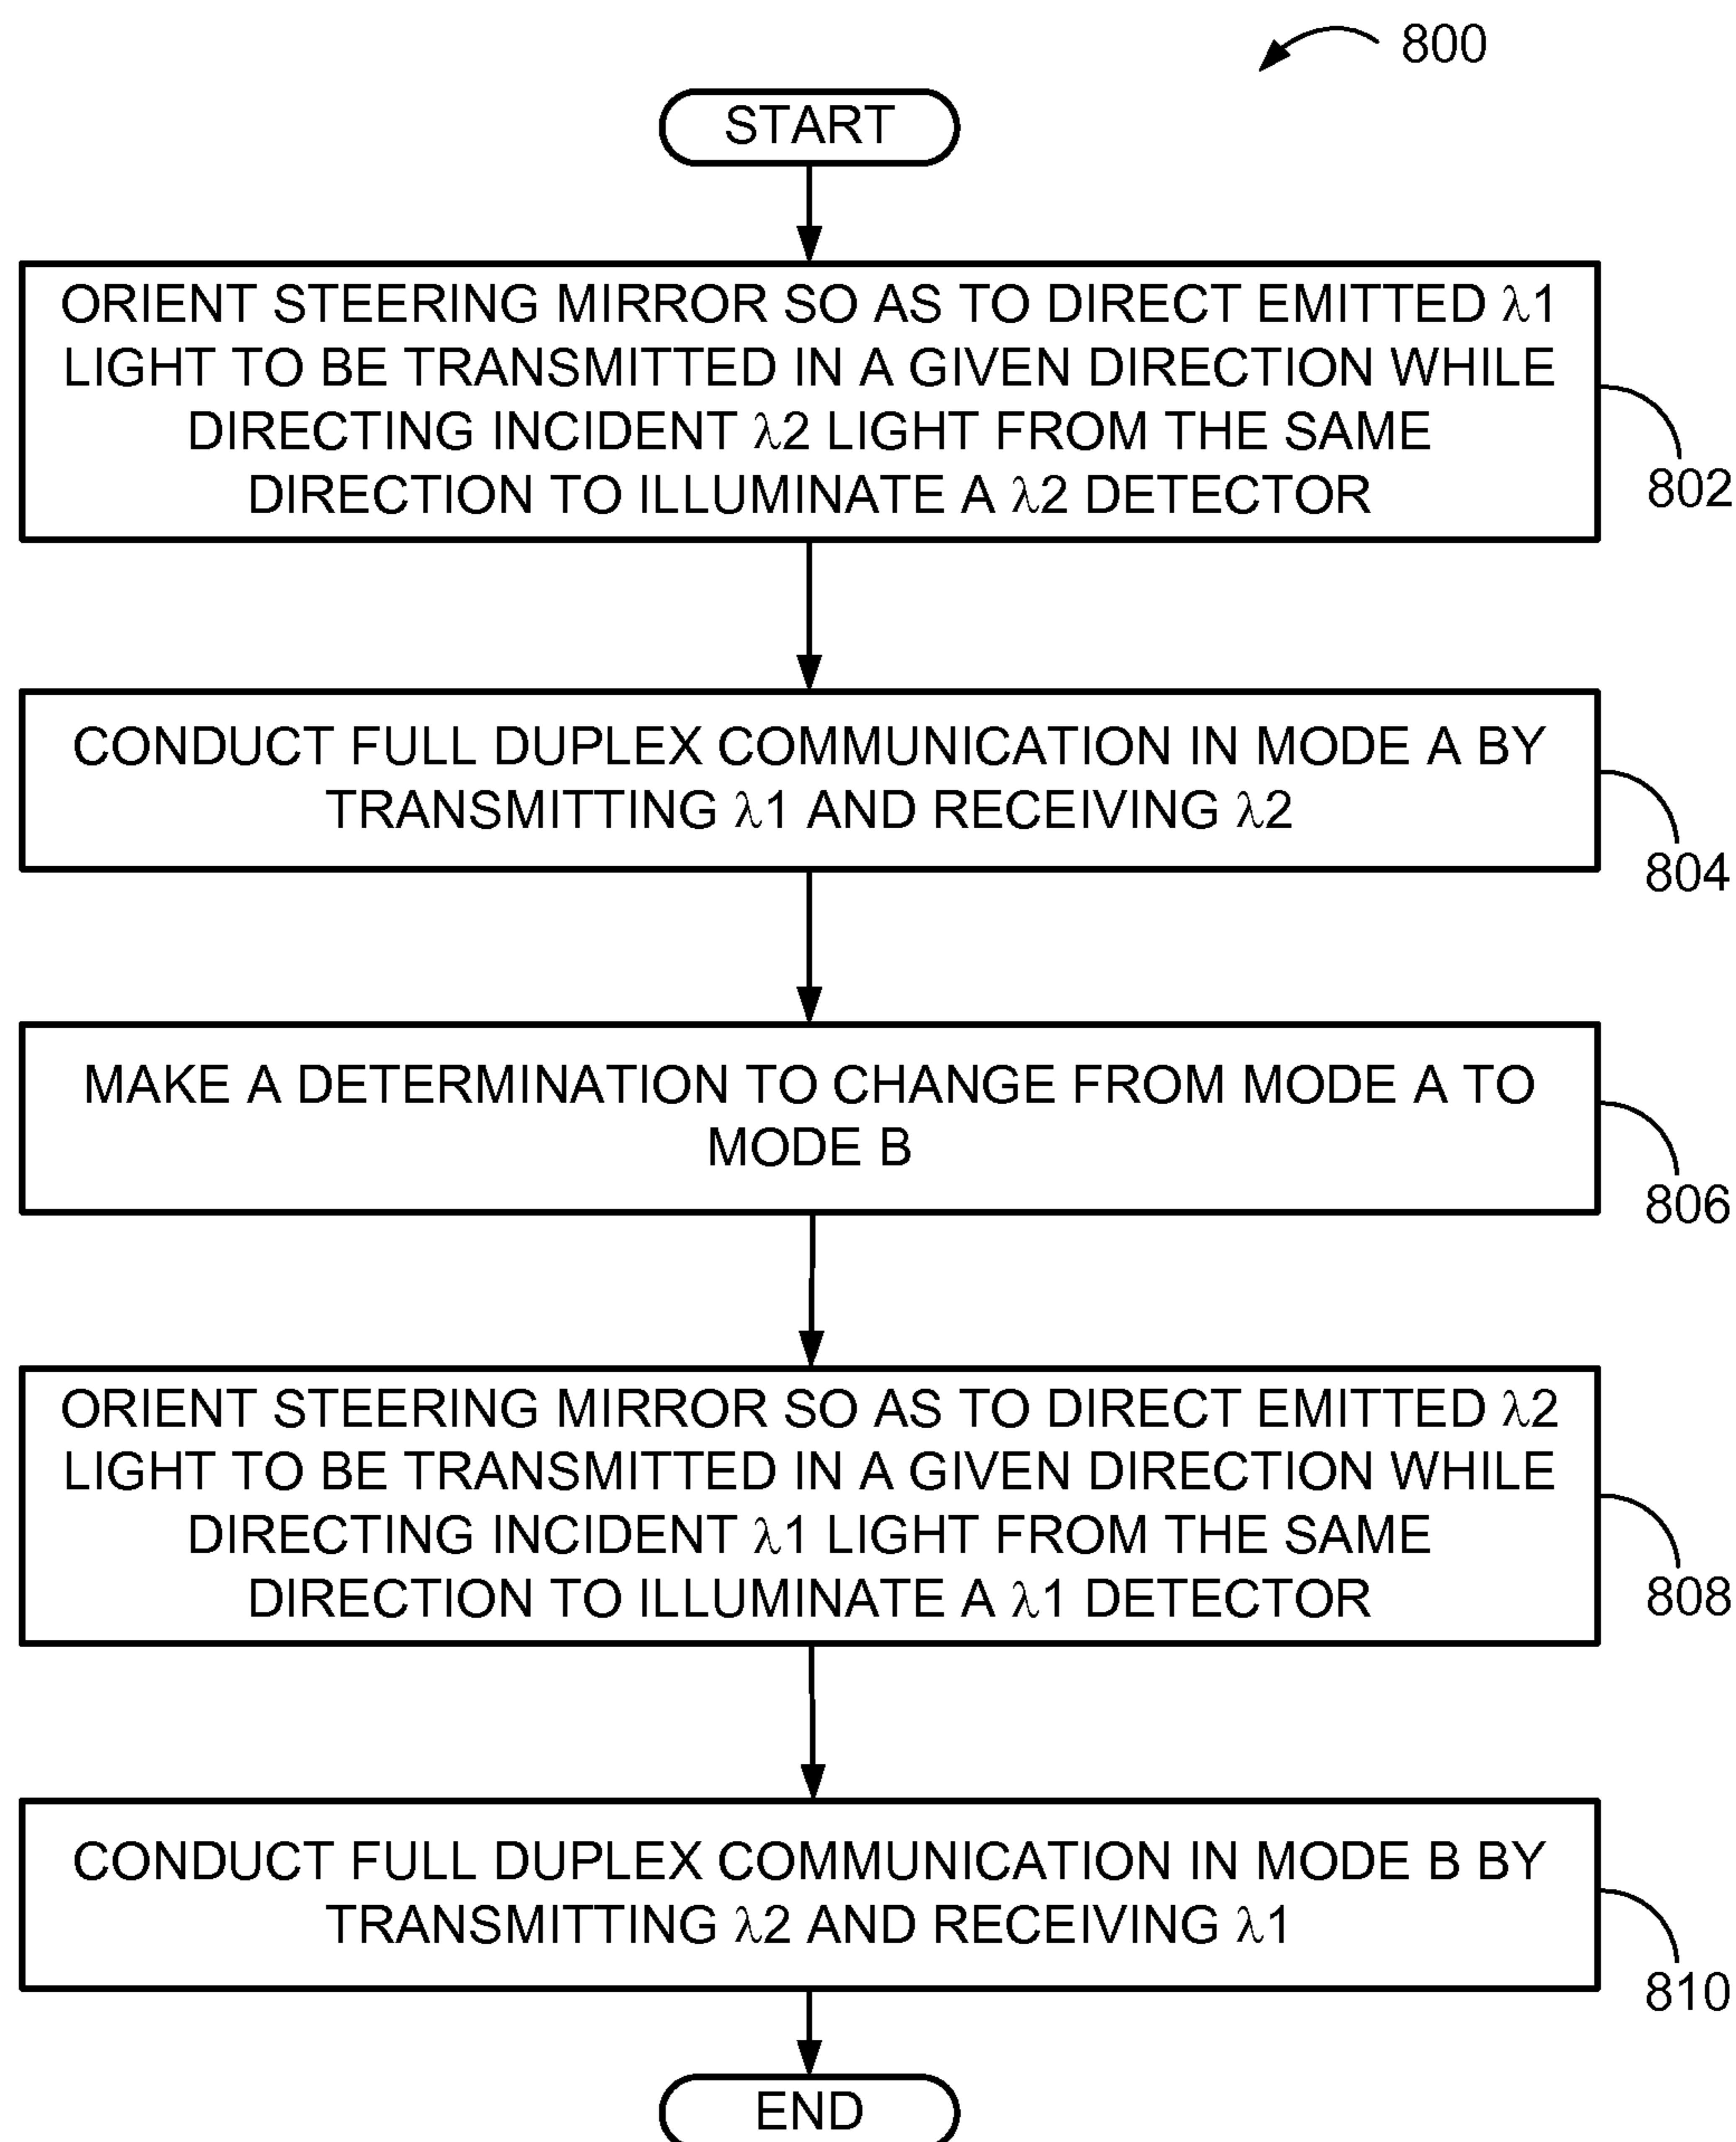 800
START
ORIENT STEERING MIRROR SO AS TO DIRECT EMITTED λ1
LIGHT TO BE TRANSMITTED IN A GIVEN DIRECTION WHILE
DIRECTING INCIDENT λ2 LIGHT FROM THE SAME
DIRECTION TO ILLUMINATE A λ2 DETECTOR
802
CONDUCT FULL DUPLEX COMMUNICATION IN MODE A BY
TRANSMITTING λ1 AND RECEIVING λ2
804
MAKE A DETERMINATION TO CHANGE FROM MODE A TO
MODE B
806
ORIENT STEERING MIRROR SO AS TO DIRECT EMITTED λ2
LIGHT TO BE TRANSMITTED IN A GIVEN DIRECTION WHILE
DIRECTING INCIDENT λ1 LIGHT FROM THE SAME
DIRECTION TO ILLUMINATE A λ1 DETECTOR
808
CONDUCT FULL DUPLEX COMMUNICATION IN MODE B BY
TRANSMITTING λ2 AND RECEIVING λ1
810
END